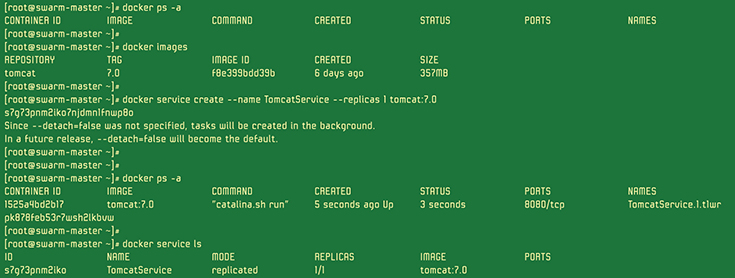 [root@swarm-master ~]# docker ps -a
CONTAINER ID IMAGE COMMAND CREATED STATUS PORTS NAMES
[root@swarm-master ~]#
[root@swarm-master ~]# docker images
REPOSITORY TAG IMAGE ID CREATED SIZE
tomcat 7.0 f8e399bdd39b 6 days ago 357MB
[root@swarm-master ~]#
[root@swarm-master ~]# docker service create --name TomcatService --replicas 1 tomcat:7.0
s7g73pnm2iko7njdmn1fnwp8o
Since --detach=false was not specified, tasks will be created in the background.
In a future release, --detach=false will become the default.
[root@swarm-master ~]#
[root@swarm-master ~]#
[root@swarm-master ~]# docker ps -a
CONTAINER ID IMAGE COMMAND CREATED STATUS PORTS NAMES
1525a4bd2b17 tomcat:7.0 "catalina.sh run" 5 seconds ago Up 3 seconds 8080/tcp TomcatService.1.t1wr
pk878feb53r7wsh2lkbvw
[root@swarm-master ~]#
[root@swarm-master ~]# docker service ls
ID NAME MODE REPLICAS IMAGE PORTS
s7g73pnm2iko TomcatService replicated 1/1 tomcat:7.0